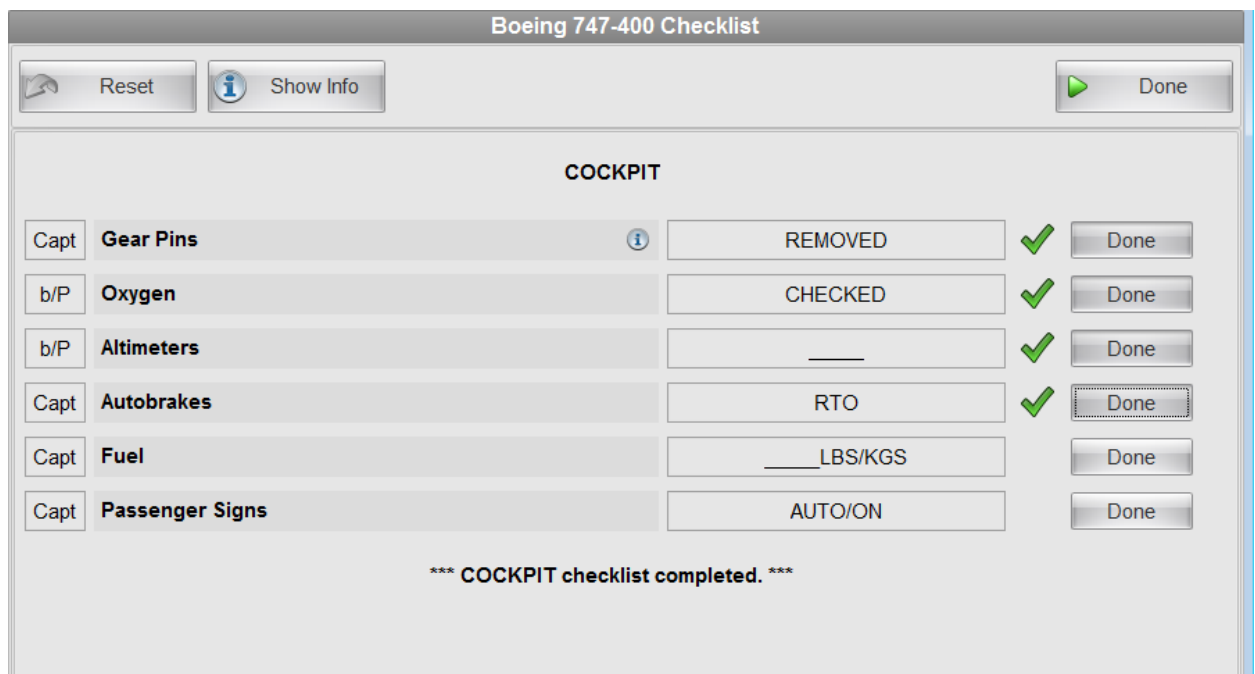 Boeing 747-400 Checklist
Reset Show Info Done
COCKPIT
Capt Gear Pins REMOVED Done
b/P Oxygen CHECKED Done
b/P Altimeters _____ Done
Capt Autobrakes RTO Done
Capt Fuel _____LBS/KGS Done
Capt Passenger Signs AUTO/ON Done
*** COCKPIT checklist completed. ***